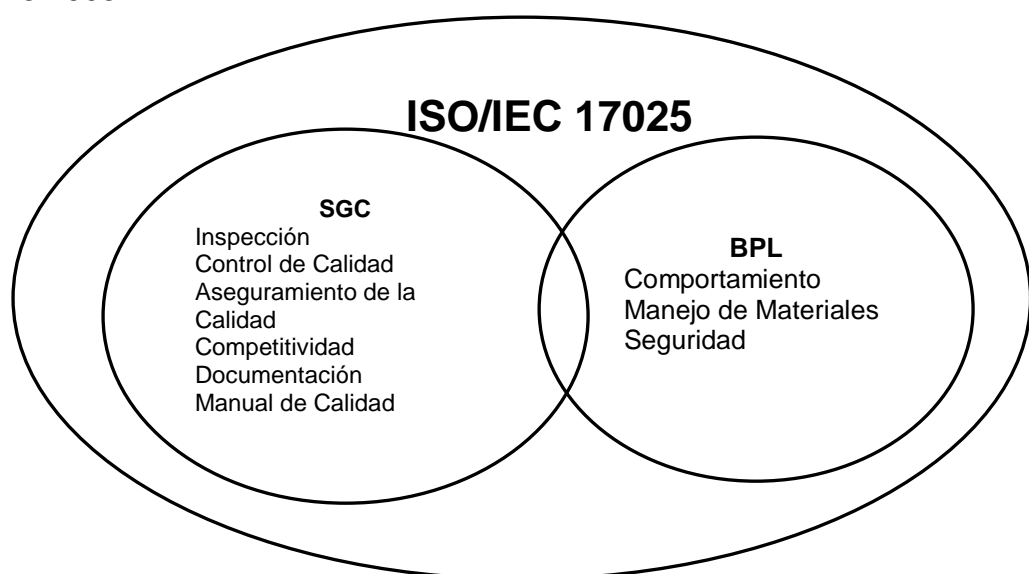 ISO/IEC 17025
SGC
Inspección
Control de Calidad
Aseguramiento de la
Calidad
Competitividad
Documentación
Manual de Calidad
BPL
Comportamiento
Manejo de Materiales
Seguridad